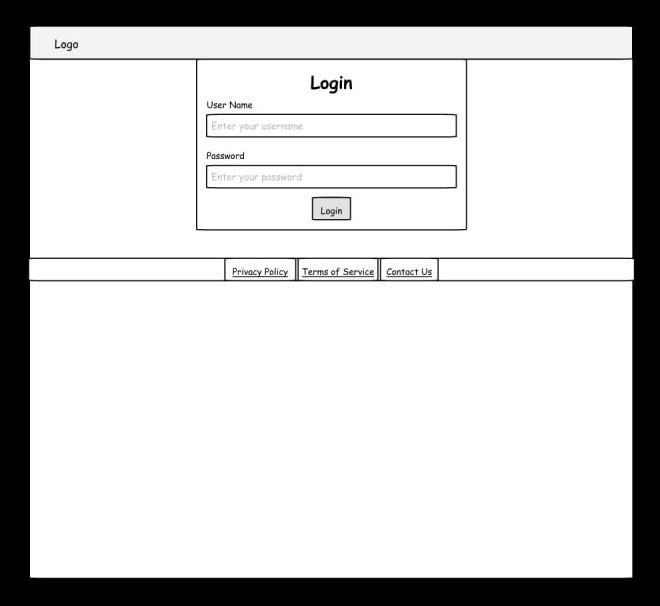 Logo
Login
User Name
Enter your username
Password
Enter your password
Login
Privacy Policy Terms of Service Contact Us